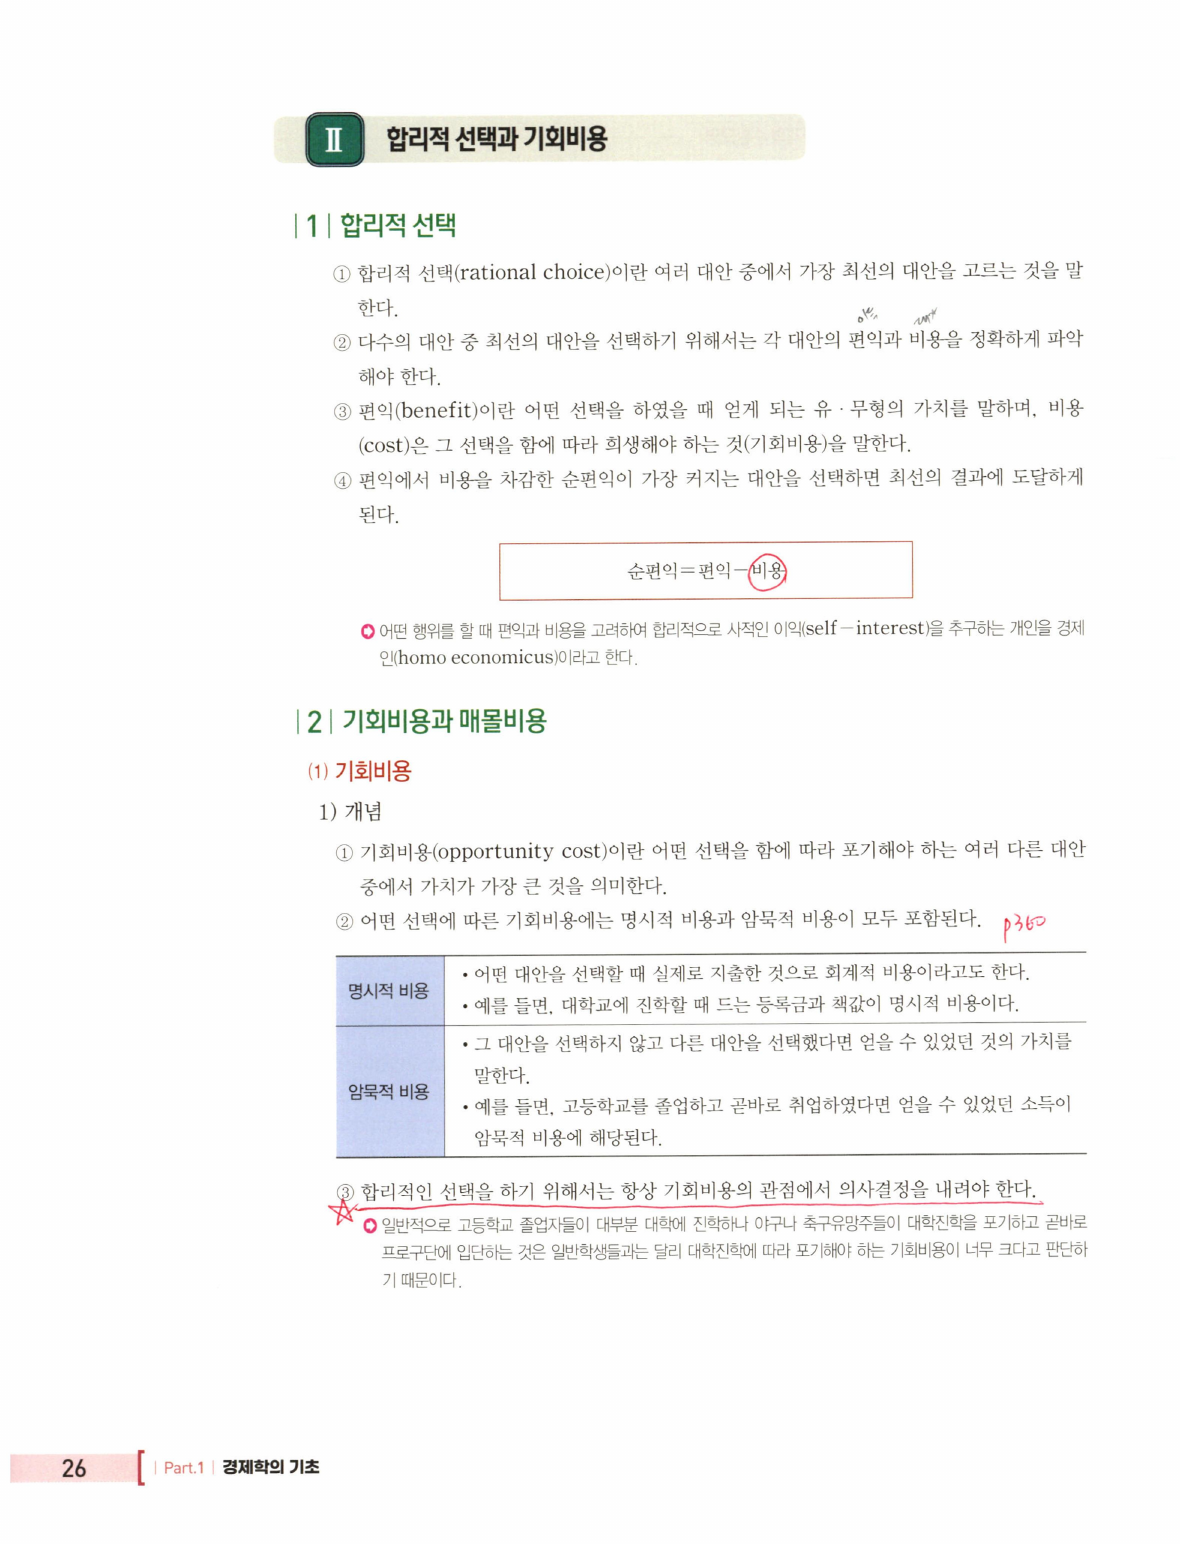 Ⅱ 합리적 선택과 기회비용
|1| 합리적 선택
① 합리적 선택(rational choice)이란 여러 대안 중에서 가장 최선의 대안을 고르는 것을 말
한다.
② 다수의 대안 중 최선의 대안을 선택하기 위해서는 각 대안의 편익과 비용을 정확하게 파악
해야 한다.
③ 편익(benefit)이란 어떤 선택을 하였을 때 얻게 되는 유·무형의 가치를 말하며, 비용
(cost)은 그 선택을 함에 따라 희생해야 하는 것(기회비용)을 말한다.
④ 편익에서 비용을 차감한 순편익이 가장 커지는 대안을 선택하면 최선의 결과에 도달하게
된다.
순편익=편익-비용
어떤 행위를 할 때 편익과 비용을 고려하여 합리적으로 사적인 이익(self-interest)을 추구하는 개인을 경제
인(homo economicus)이라고 한다.
|2| 기회비용과 매몰비용
(1) 기회비용
1) 개념
① 기회비용(opportunity cost)이란 어떤 선택을 함에 따라 포기해야 하는 여러 다른 대안
중에서 가치가 가장 큰 것을 의미한다.
② 어떤 선택에 따른 기회비용에는 명시적 비용과 암묵적 비용이 모두 포함된다. p360
명시적 비용
• 어떤 대안을 선택할 때 실제로 지출한 것으로 회계적 비용이라고도 한다.
• 예를 들면, 대학교에 진학할 때 드는 등록금과 책값이 명시적 비용이다.
암묵적 비용
• 그 대안을 선택하지 않고 다른 대안을 선택했다면 얻을 수 있었던 것의 가치를
말한다.
• 예를 들면, 고등학교를 졸업하고 곧바로 취업하였다면 얻을 수 있었던 소득이
암묵적 비용에 해당된다.
③ 합리적인 선택을 하기 위해서는 항상 기회비용의 관점에서 의사결정을 내려야 한다.
일반적으로 고등학교 졸업자들이 대부분 대학에 진학하나 야구나 축구유망주들이 대학진학을 포기하고 곧바로
프로구단에 입단하는 것은 일반학생들과는 달리 대학진학에 따라 포기해야 하는 기회비용이 너무 크다고 판단하
기 때문이다.
26 | Part.1 | 경제학의 기초